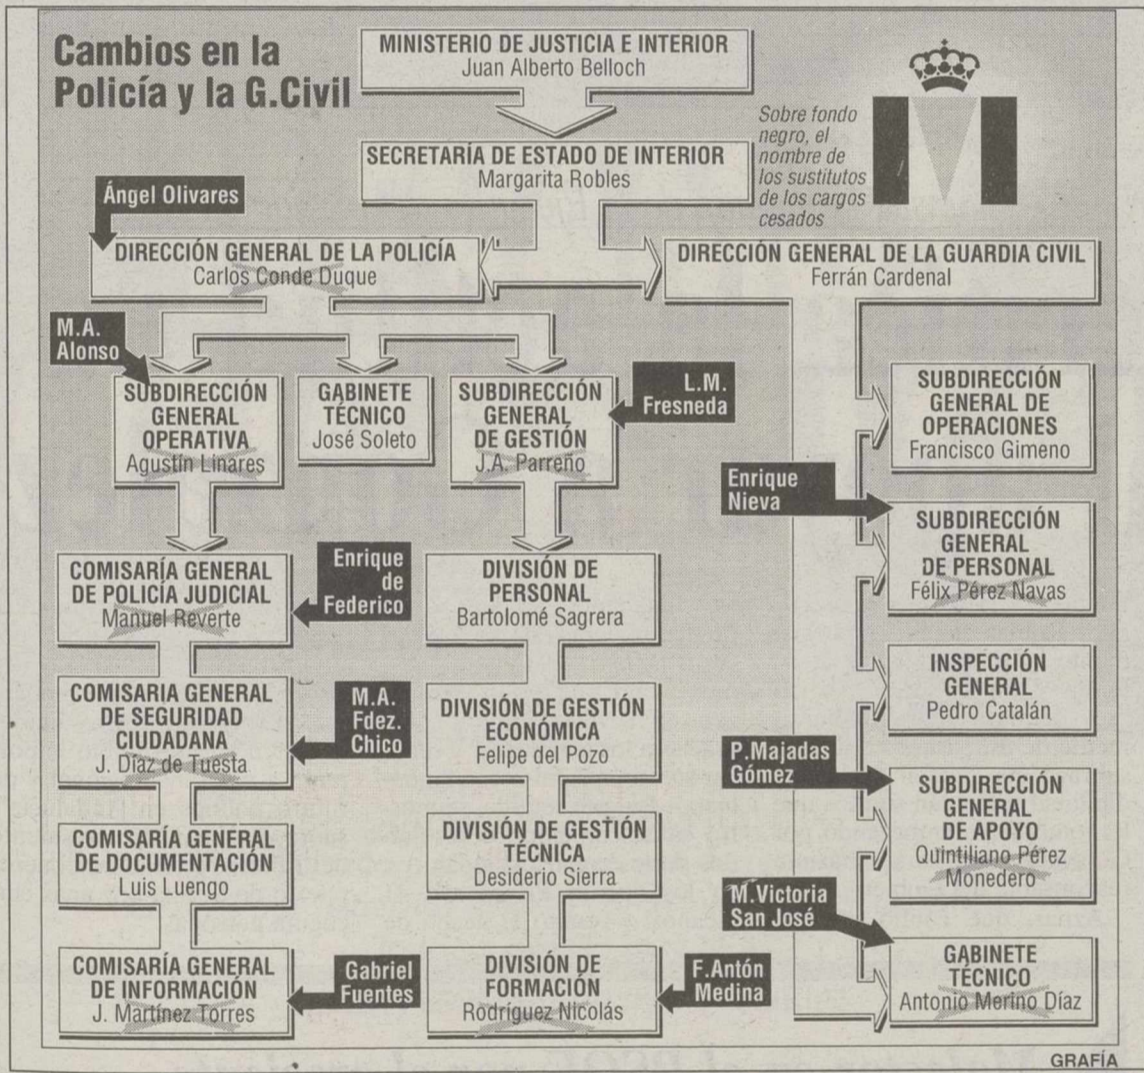 Cambios en la
Policía y la G.Civil
MINISTERIO DE JUSTICIA E INTERIOR
Juan Alberto Belloch
Sobre fondo
negro, el
nombre de
los sustitutos
de los cargos
cesados
SECRETARÍA DE ESTADO DE INTERIOR
Margarita Robles
Ángel Olivares
DIRECCIÓN GENERAL DE LA POLICÍA
Carlos Conde Duque
DIRECCIÓN GENERAL DE LA GUARDIA CIVIL
Ferrán Cardenal
M.A.
Alonso
SUBDIRECCIÓN
GENERAL
OPERATIVA
Agustín Linares
GABINETE
TÉCNICO
José Soleto
SUBDIRECCIÓN
GENERAL
DE GESTIÓN
J.A. Parreño
L.M.
Fresneda
SUBDIRECCIÓN
GENERAL DE
OPERACIONES
Francisco Gimeno
Enrique
Nieva
SUBDIRECCIÓN
GENERAL
DE PERSONAL
Félix Pérez Navas
COMISARÍA GENERAL
DE POLICÍA JUDICIAL
Manuel Reverte
Enrique
de
Federico
DIVISIÓN DE
PERSONAL
Bartolomé Sagrera
INSPECCIÓN
GENERAL
Pedro Catalán
COMISARIA GENERAL
DE SEGURIDAD
CIUDADANA
J. Díaz de Tuesta
M.A.
Fdez.
Chico
DIVISIÓN DE GESTIÓN
ECONÓMICA
Felipe del Pozo
P.Majadas
Gómez
SUBDIRECCIÓN
GENERAL
DE APOYO
Quintiliano Pérez
Monedero
COMISARÍA GENERAL
DE DOCUMENTACIÓN
Luis Luengo
DIVISIÓN DE GESTIÓN
TÉCNICA
Desiderio Sierra
M.Victoria
San José
GABINETE
TÉCNICO
Antonio Merino Díaz
COMISARÍA GENERAL
DE INFORMACIÓN
J. Martínez Torres
Gabriel
Fuentes
DIVISIÓN DE
FORMACIÓN
Rodríguez Nicolás
F.Antón
Medina
GRAFÍA